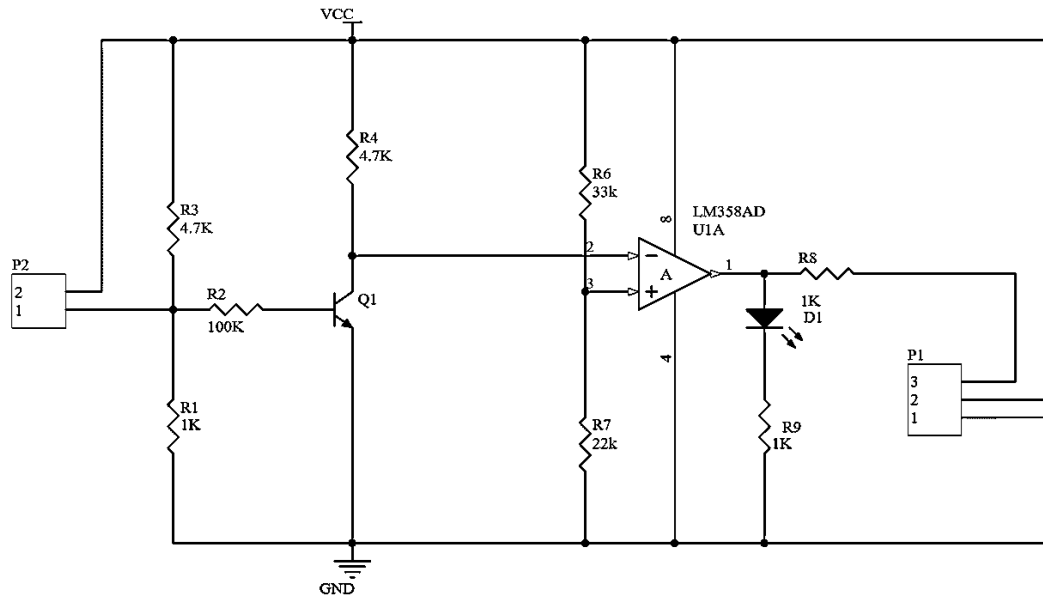 VCC
R4
4.7K
R6
33k
R3
4.7K
8
LM358AD
U1A
P2
2
1
R2
100K
Q1
2
3
A
1
R8
1K
D1
4
P1
3
2
1
R1
1K
R7
22k
R9
1K
GND